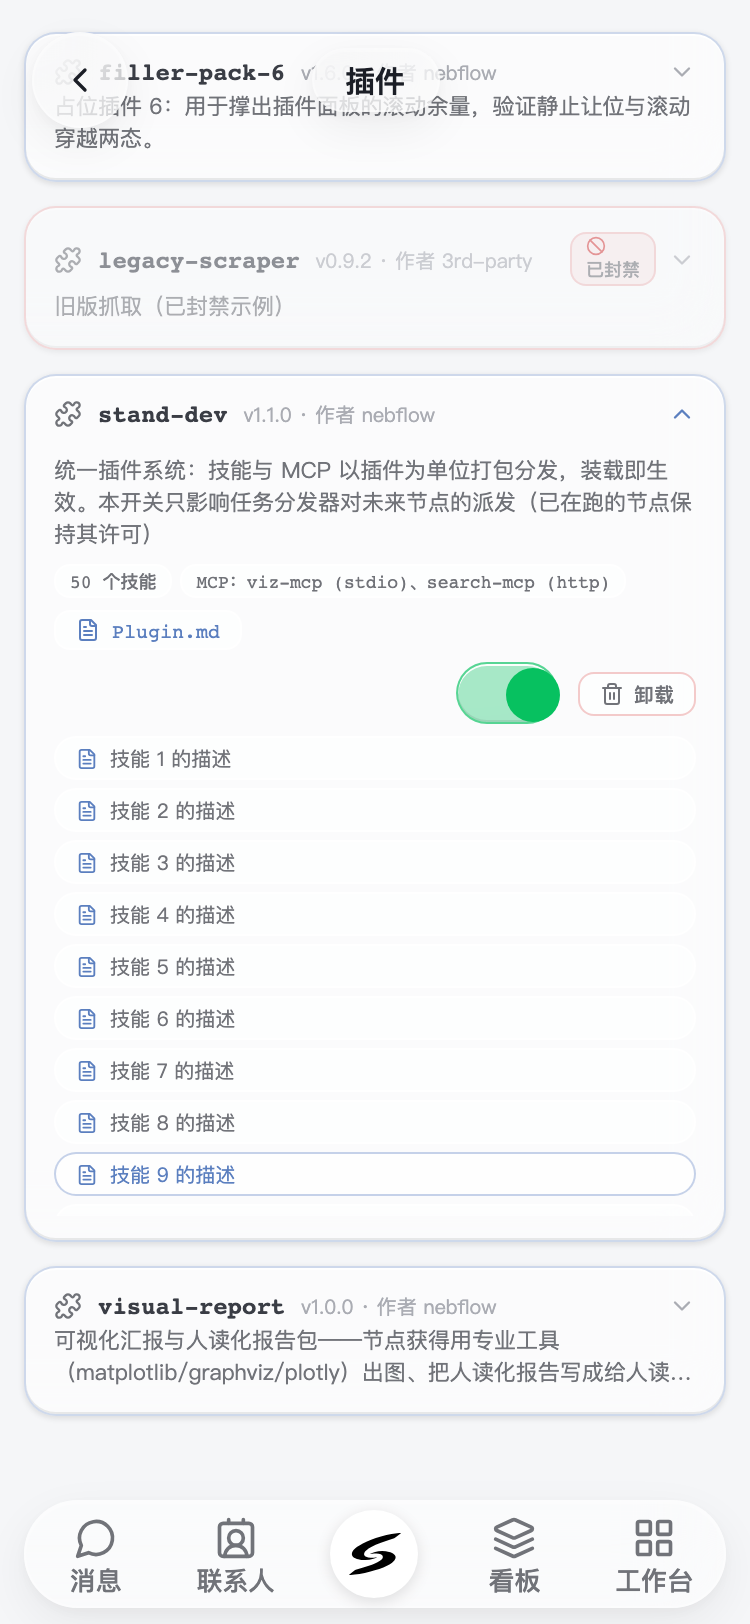 插件
filler-pack-6 v1.6.0 作者 nebflow
占位插件 6：用于撑出插件面板的滚动余量，验证静止让位与滚动
穿越两态。
legacy-scraper v0.9.2 · 作者 3rd-party
已封禁
旧版抓取（已封禁示例）
stand-dev v1.1.0 · 作者 nebflow
统一插件系统：技能与 MCP 以插件为单位打包分发，装载即生
效。本开关只影响任务分发器对未来节点的派发（已在跑的节点保
持其许可）
50 个技能 MCP: viz-mcp (stdio)、search-mcp (http)
Plugin.md
卸载
技能 1 的描述
技能 2 的描述
技能 3 的描述
技能 4 的描述
技能 5 的描述
技能 6 的描述
技能 7 的描述
技能 8 的描述
技能 9 的描述
visual-report v1.0.0 · 作者 nebflow
可视化汇报与人读化报告包——节点获得用专业工具
（matplotlib/graphviz/plotly）出图、把人读化报告写成给人读...
消息 联系人 看板 工作台